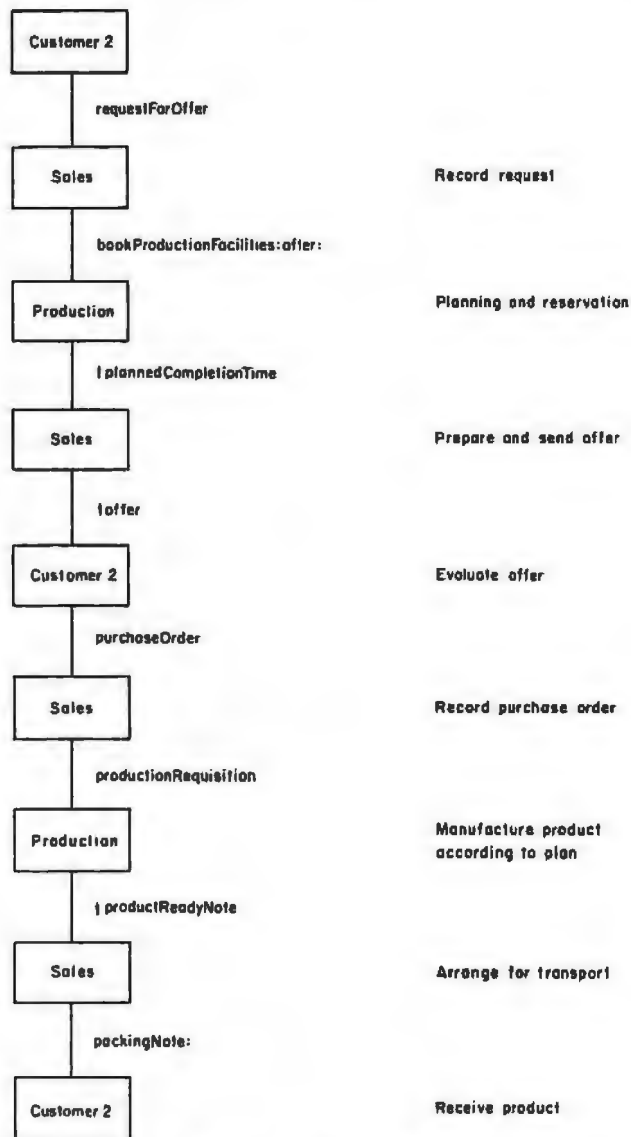 Customer 2
requestForOffer
Sales
Record request
bookProductionFacilities:after:
Production
Planning and reservation
↑plannedCompletionTime
Sales
Prepare and send offer
↑offer
Customer 2
Evaluate offer
purchaseOrder
Sales
Record purchase order
productionRequisition
Production
Manufacture product
according to plan
↑productReadyNote
Sales
Arrange for transport
packingNote:
Customer 2
Receive product